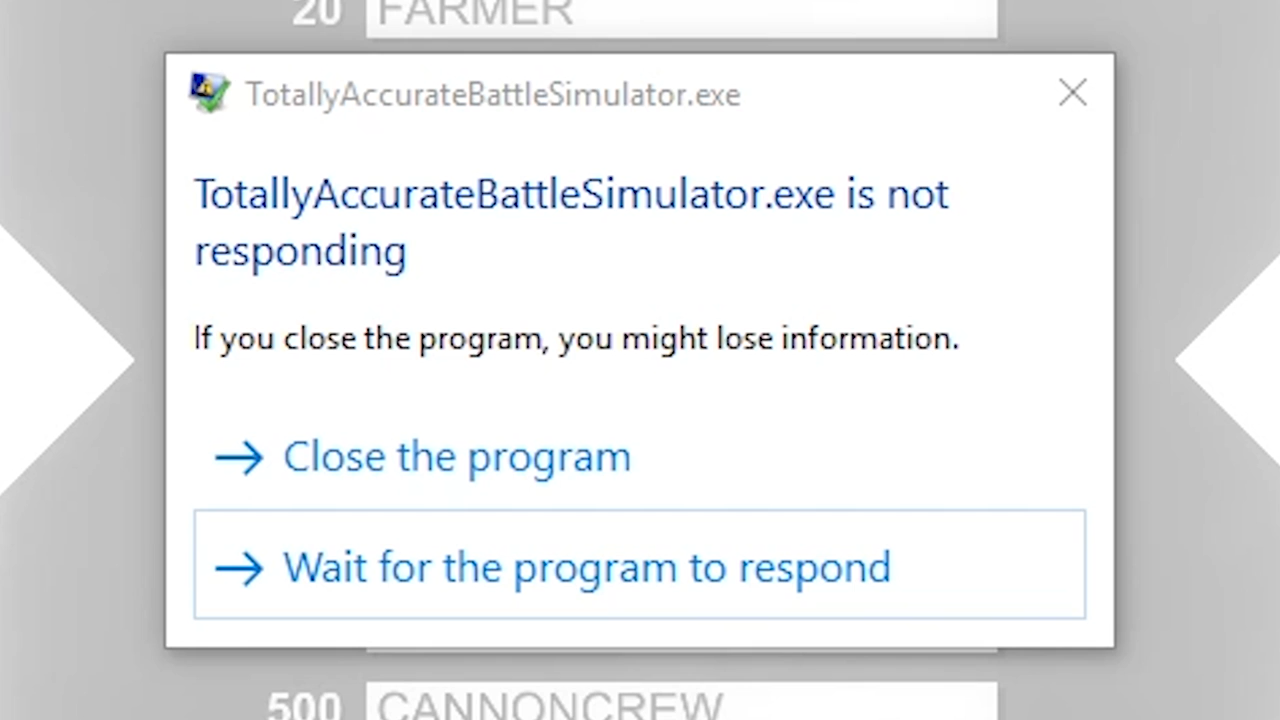 20 FARMER
TotallyAccurateBattleSimulator.exe
TotallyAccurateBattleSimulator.exe is not
responding
If you close the program, you might lose information.
Close the program
Wait for the program to respond
500 CANNONCREW